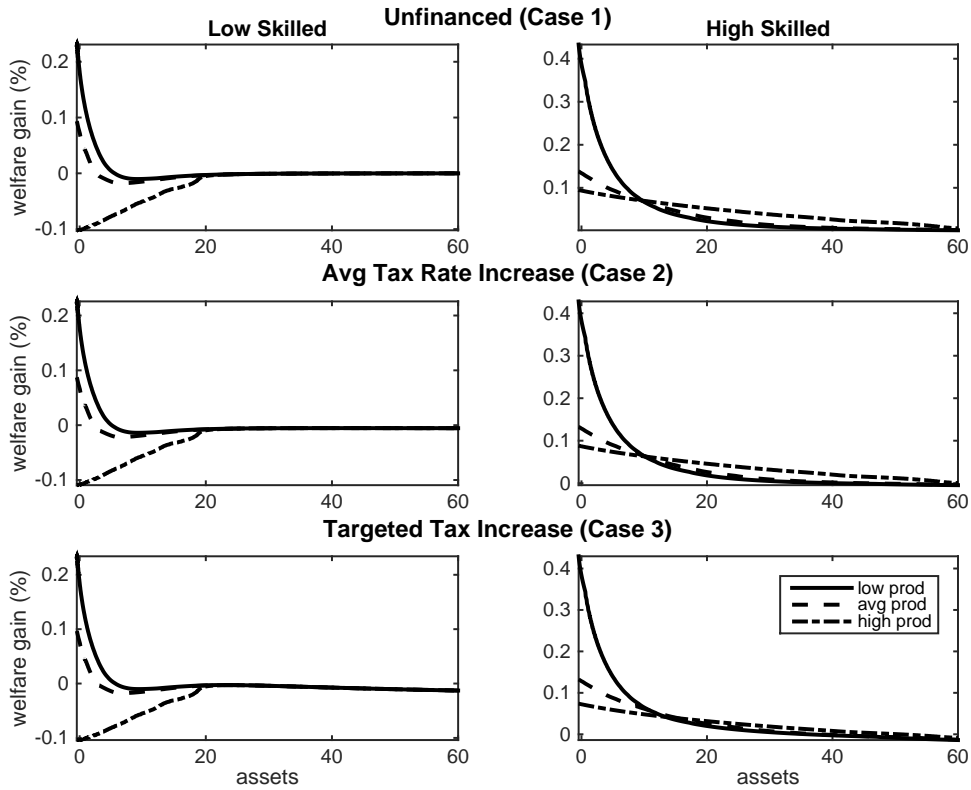 Unfinanced (Case 1)
Low Skilled
High Skilled
welfare gain (%)
0.2
0.1
0
-0.1
0 20 40 60
0.4
0.3
0.2
0.1
0 20 40 60
Avg Tax Rate Increase (Case 2)
welfare gain (%)
0.2
0.1
0
-0.1
0 20 40 60
0.4
0.3
0.2
0.1
0
0 20 40 60
Targeted Tax Increase (Case 3)
welfare gain (%)
0.2
0.1
0
-0.1
0 20 40 60
assets
0.4
0.3
0.2
0.1
0
0 20 40 60
assets
low prod
avg prod
high prod